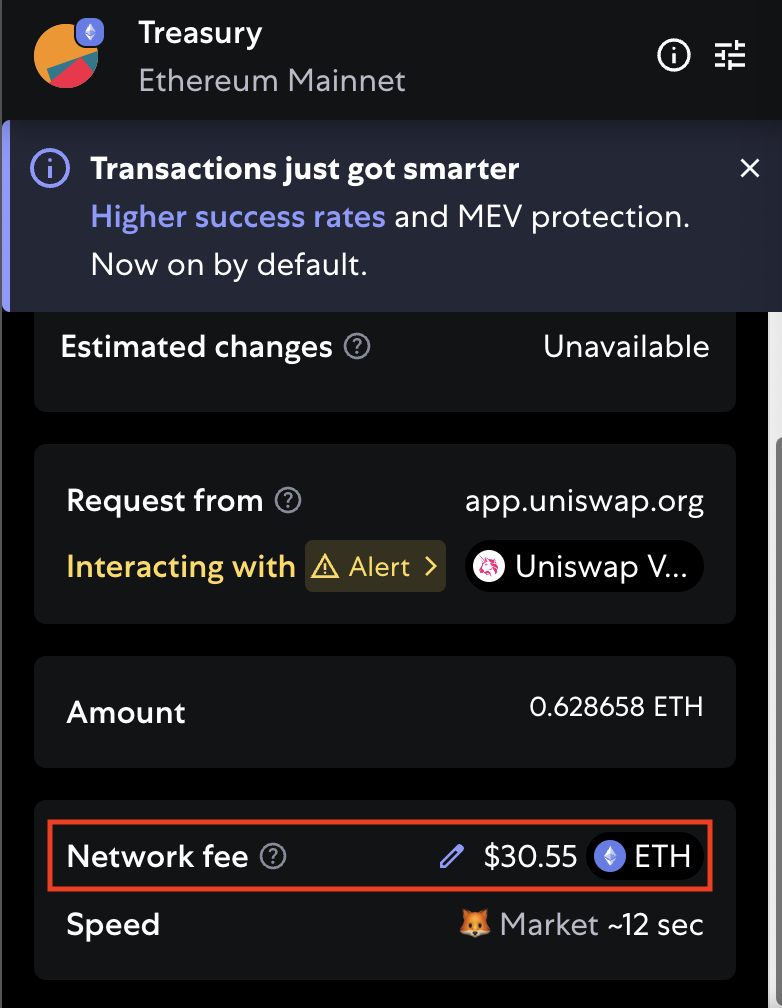 Treasury
Ethereum Mainnet
Transactions just got smarter
Higher success rates and MEV protection.
Now on by default.
Estimated changes Unavailable
Request from app.uniswap.org
Interacting with Alert Uniswap V...
Amount 0.628658 ETH
Network fee $30.55 ETH
Speed Market ~12 sec